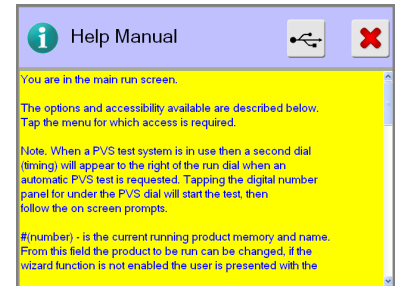 Help Manual
You are in the main run screen.
The options and accessibility available are described below.
Tap the menu for which access is required.
Note. When a PVS test system is in use then a second dial
(timing) will appear to the right of the run dial when an
automatic PVS test is requested. Tapping the digital number
panel for under the PVS dial will start the test, then
follow the on screen prompts.
#(number) - is the current running product memory and name.
From this field the product to be run can be changed, if the
wizard function is not enabled the user is presented with the